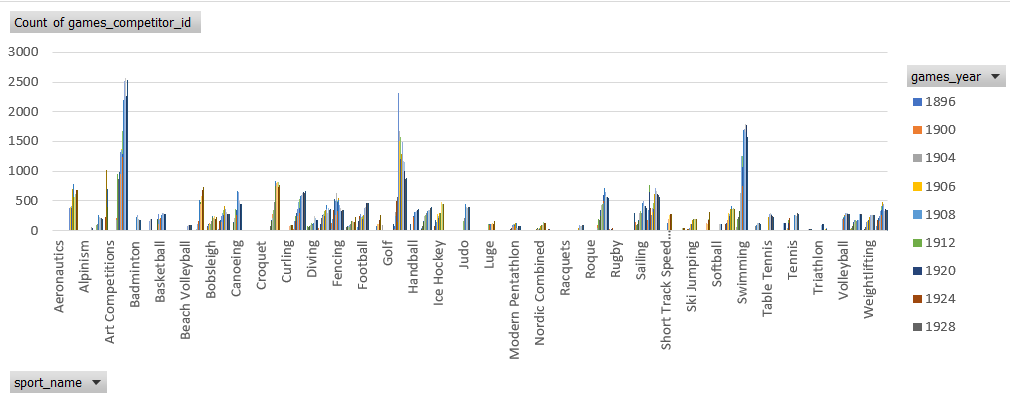 Count of games_competitor_id
3000
2500
2000
1500
1000
500
0
Aeronautics
Alpinism
Art Competitions
Badminton
Basketball
Beach Volleyball
Bobsleigh
Canoeing
Croquet
Curling
Diving
Fencing
Football
Golf
Handball
Ice Hockey
Judo
Luge
Modern Pentathlon
Nordic Combined
Racquets
Roque
Rugby
Sailing
Short Track Speed...
Ski Jumping
Softball
Swimming
Table Tennis
Tennis
Triathlon
Volleyball
Weightlifting
games_year
1896
1900
1904
1906
1908
1912
1920
1924
1928
sport_name